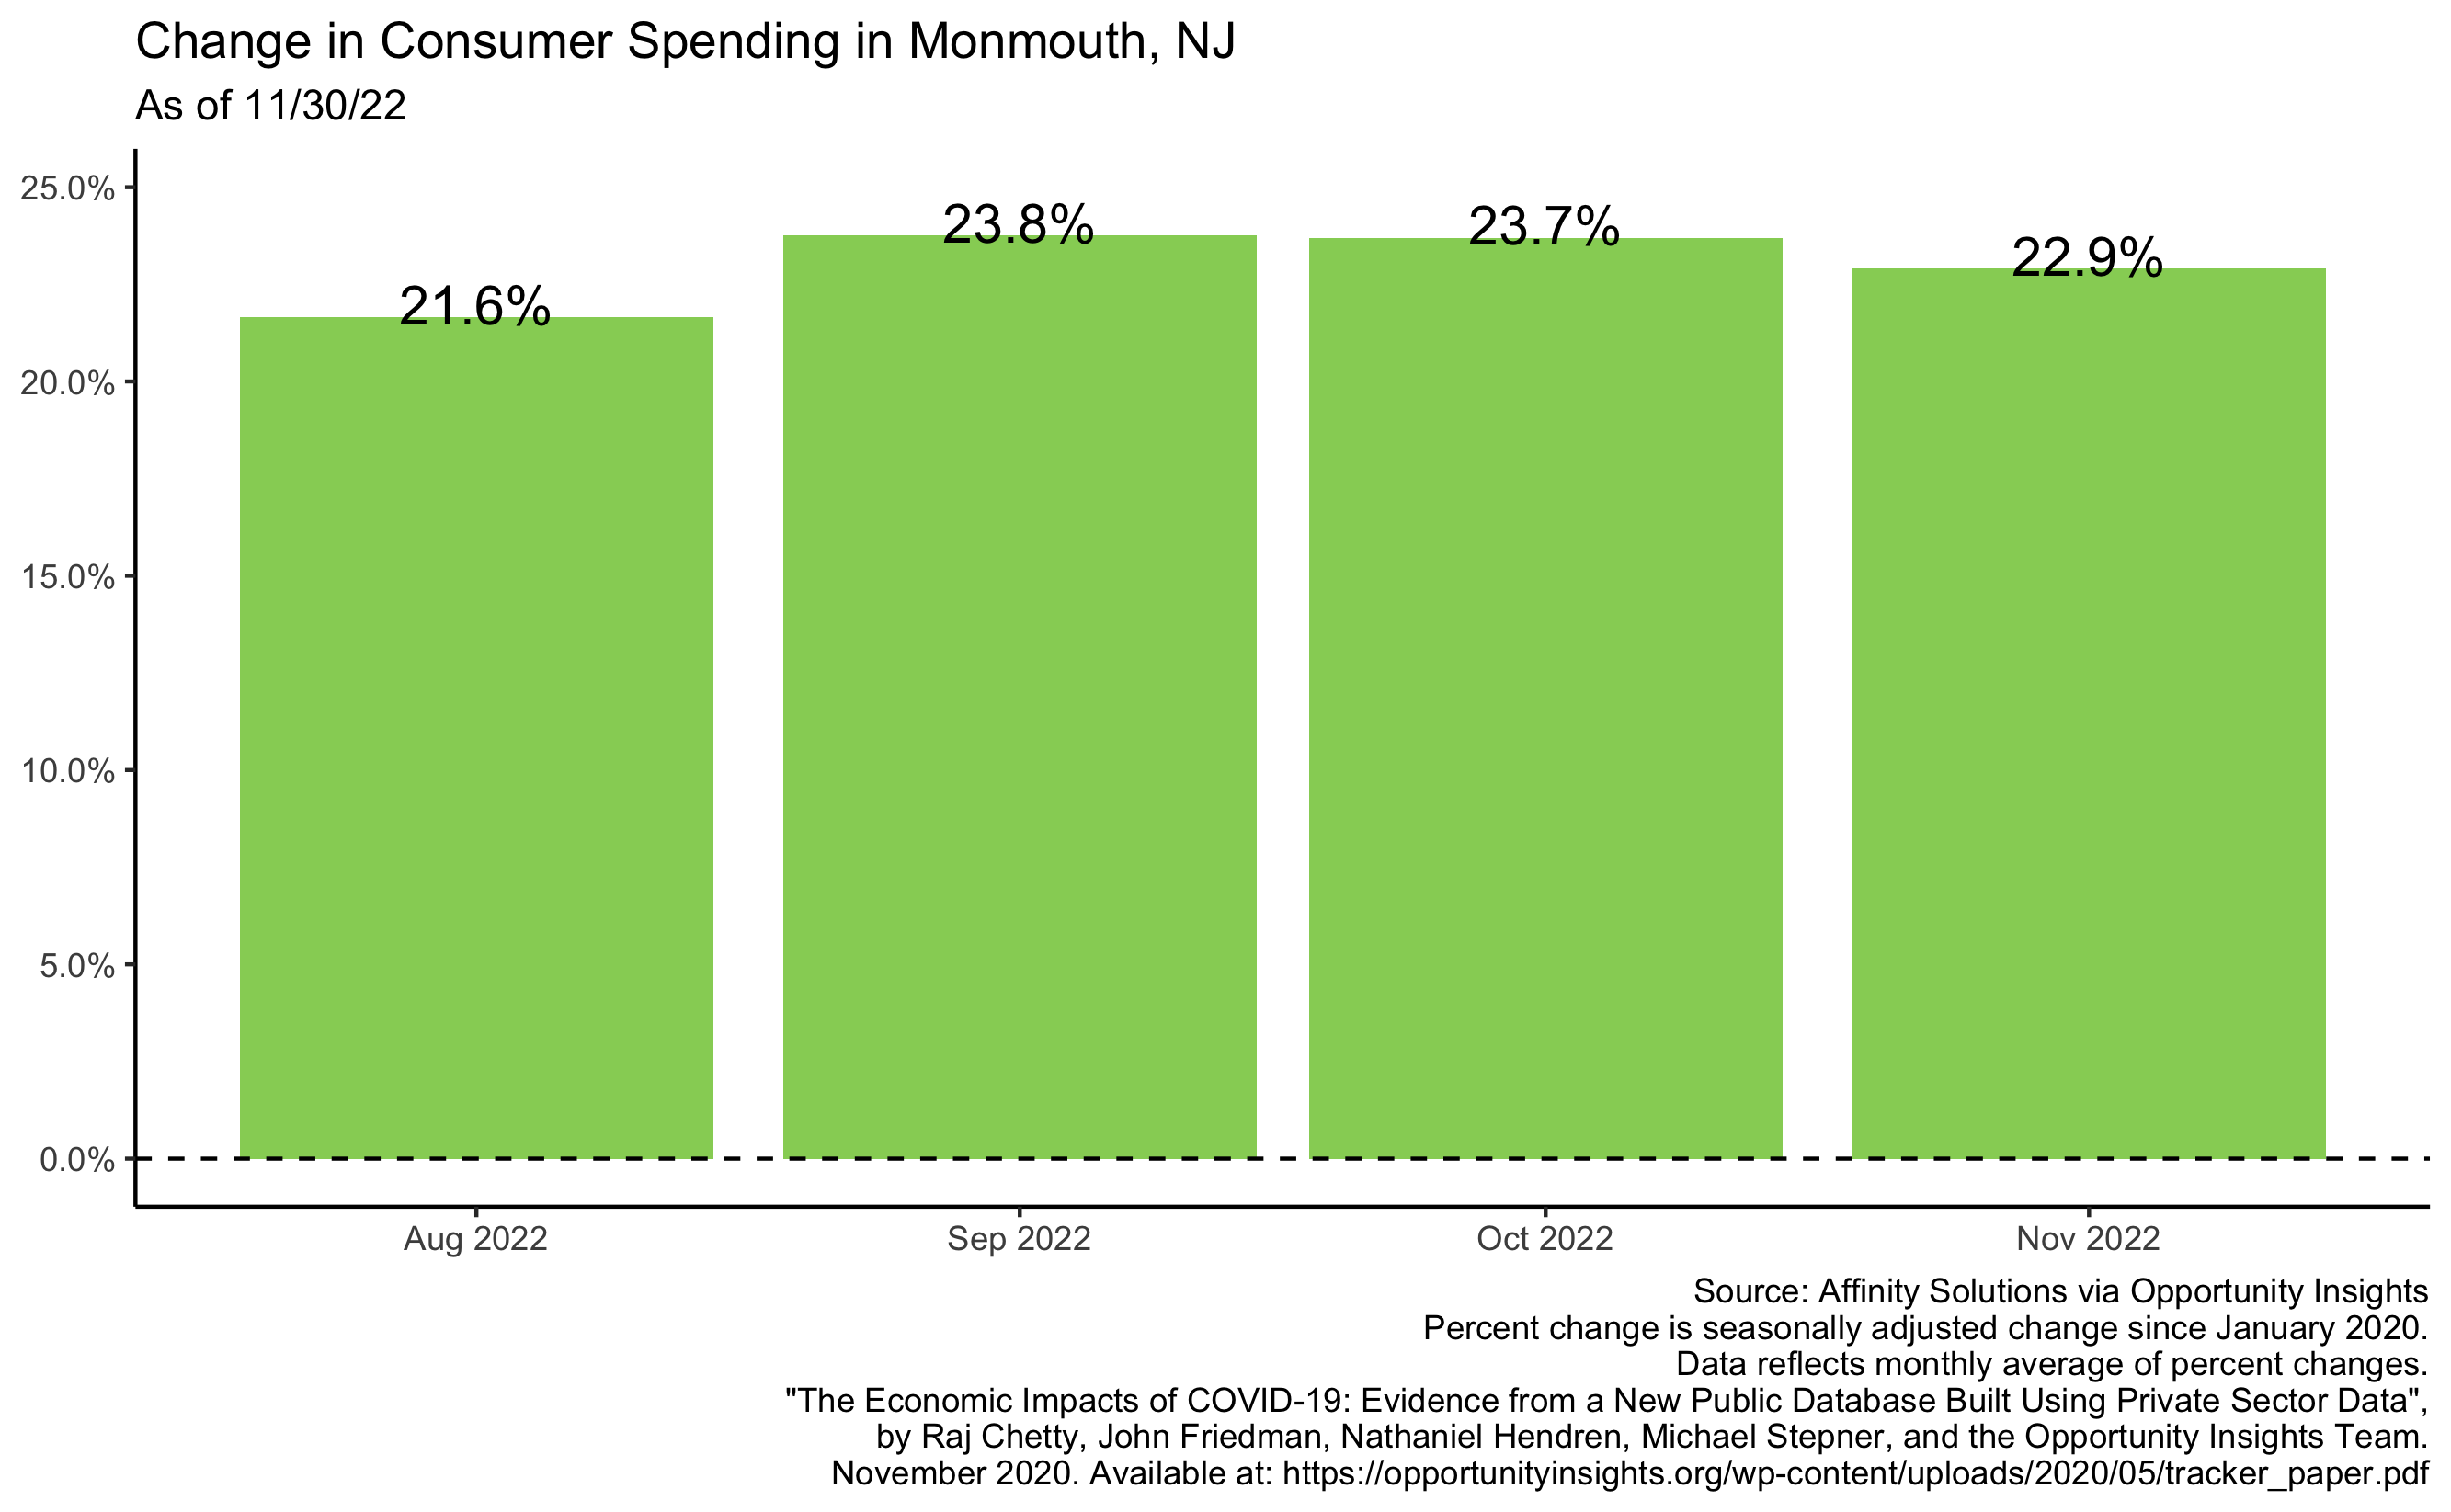 Change in Consumer Spending in Monmouth, NJ
As of 11/30/22
25.0%
20.0%
15.0%
10.0%
5.0%
0.0%
21.6%
23.8%
23.7%
22.9%
Aug 2022
Sep 2022
Oct 2022
Nov 2022
Source: Affinity Solutions via Opportunity Insights
Percent change is seasonally adjusted change since January 2020.
Data reflects monthly average of percent changes.
"The Economic Impacts of COVID-19: Evidence from a New Public Database Built Using Private Sector Data",
by Raj Chetty, John Friedman, Nathaniel Hendren, Michael Stepner, and the Opportunity Insights Team.
November 2020. Available at: https://opportunityinsights.org/wp-content/uploads/2020/05/tracker_paper.pdf